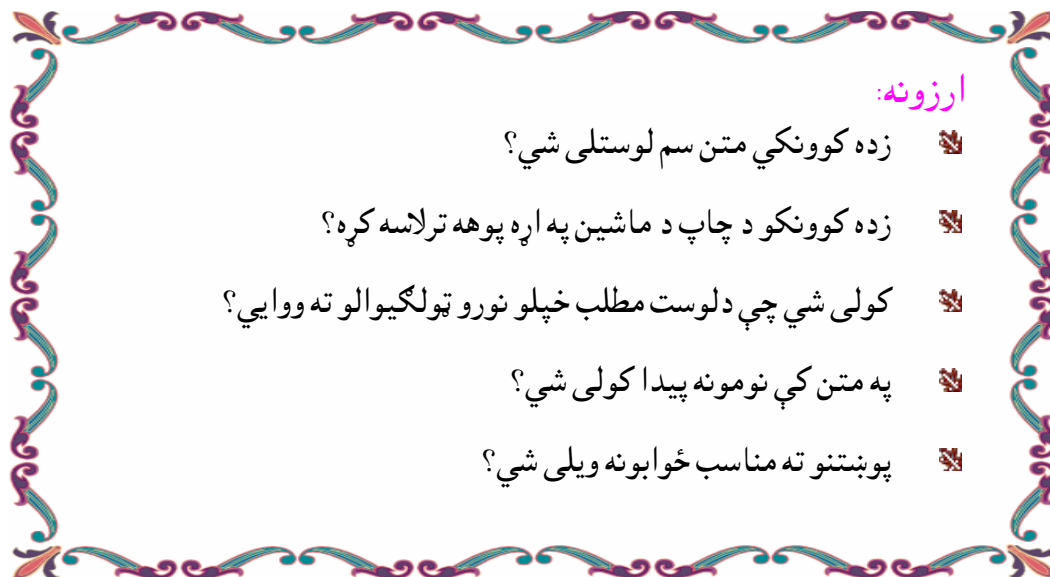 ارزونه:
زده کوونکي متن سم لوستلی شي؟
زده کوونکو د چاپ د ماشین په اړه پوهه ترلاسه کړه؟
کولی شي چې دلوست مطلب خپلو نورو ټولګیوالو ته ووایي؟
په متن کې نومونه پیدا کولی شي؟
پوښتنو ته مناسب ځوابونه ویلی شي؟